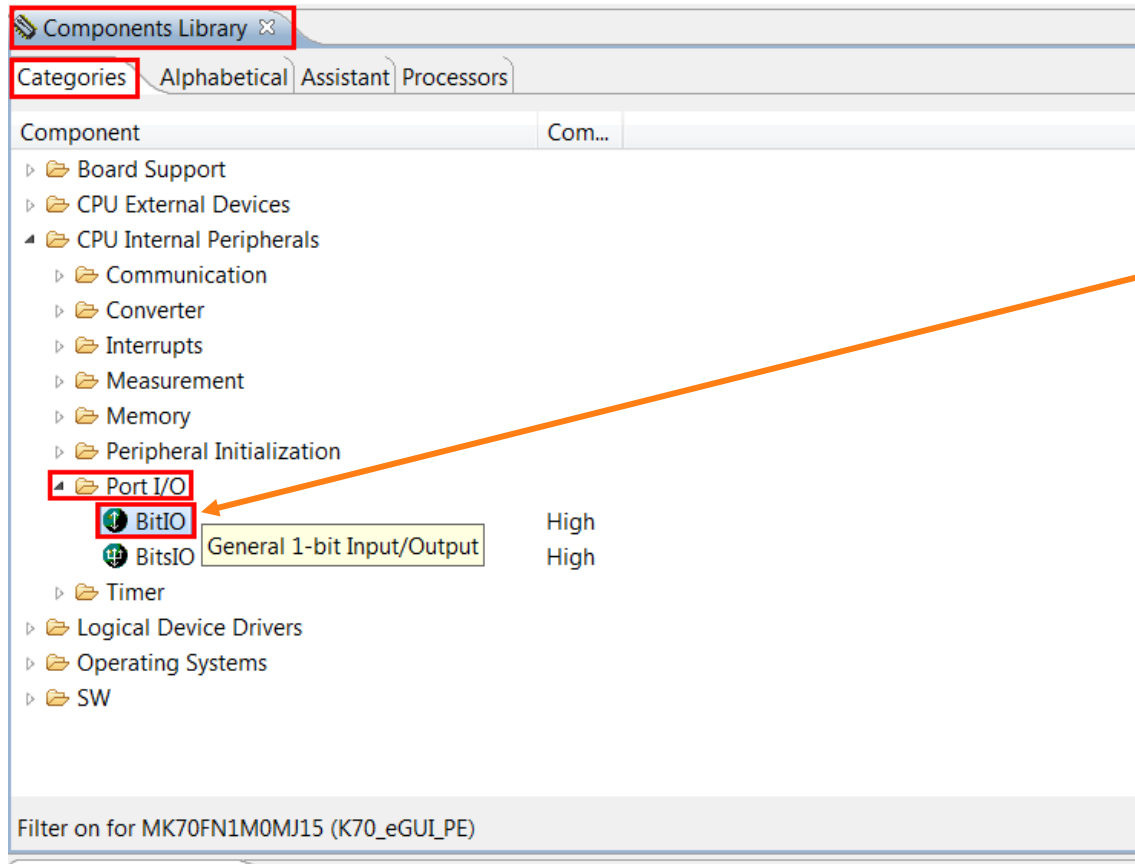 Components Library
Categories Alphabetical Assistant Processors
Component Com...
Board Support
CPU External Devices
CPU Internal Peripherals
Communication
Converter
Interrupts
Measurement
Memory
Peripheral Initialization
Port I/O
BitIO High
General 1-bit Input/Output
BitsIO High
Timer
Logical Device Drivers
Operating Systems
SW
Filter on for MK70FN1M0MJ15 (K70_eGUI_PE)